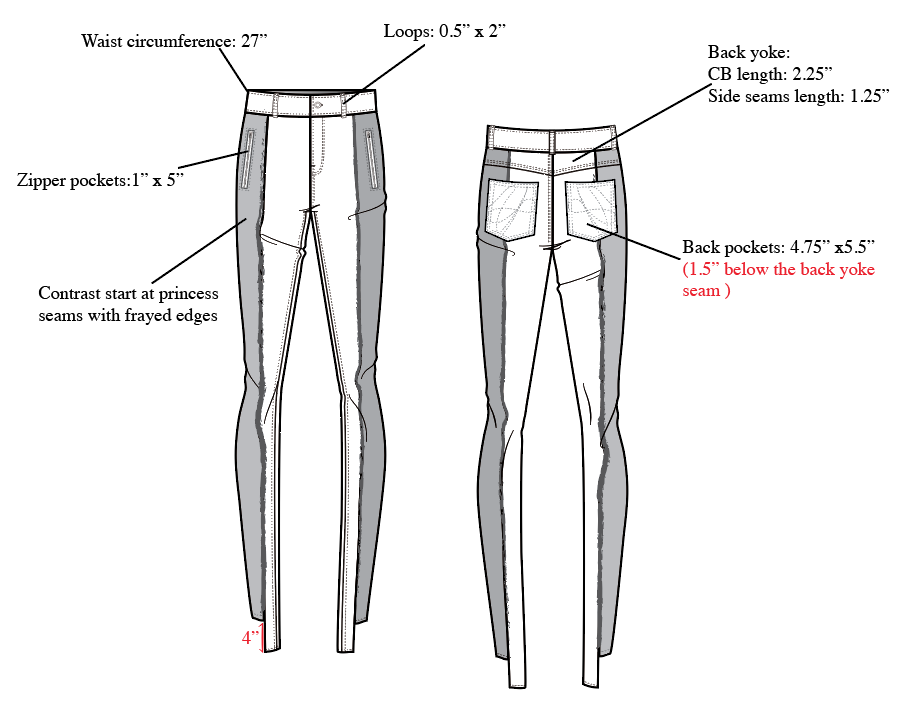 Waist circumference: 27”
Loops: 0.5” x 2”
Back yoke:
CB length: 2.25”
Side seams length: 1.25”
Zipper pockets:1” x 5”
Back pockets: 4.75” x5.5”
(1.5” below the back yoke
seam )
Contrast start at princess
seams with frayed edges
4”